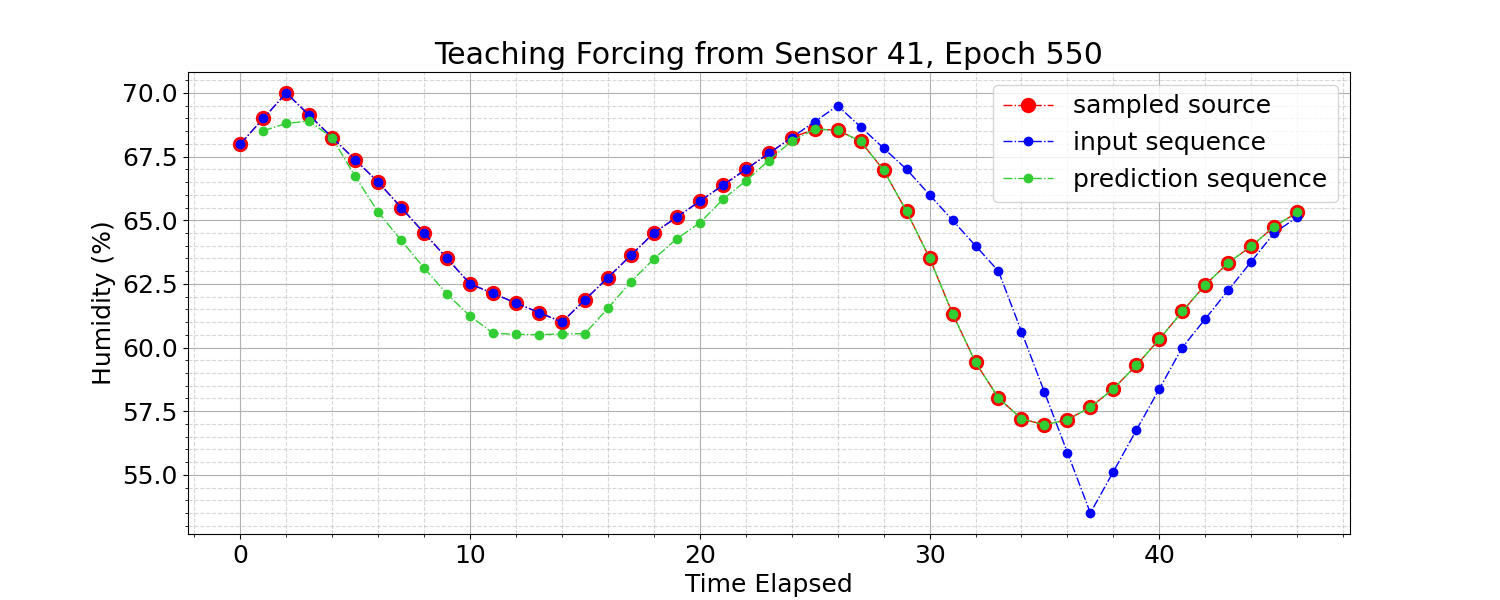 Teaching Forcing from Sensor 41, Epoch 550
70.0
67.5
65.0
62.5
60.0
57.5
55.0
Humidity (%)
sampled source
input sequence
prediction sequence
0 10 20 30 40
Time Elapsed